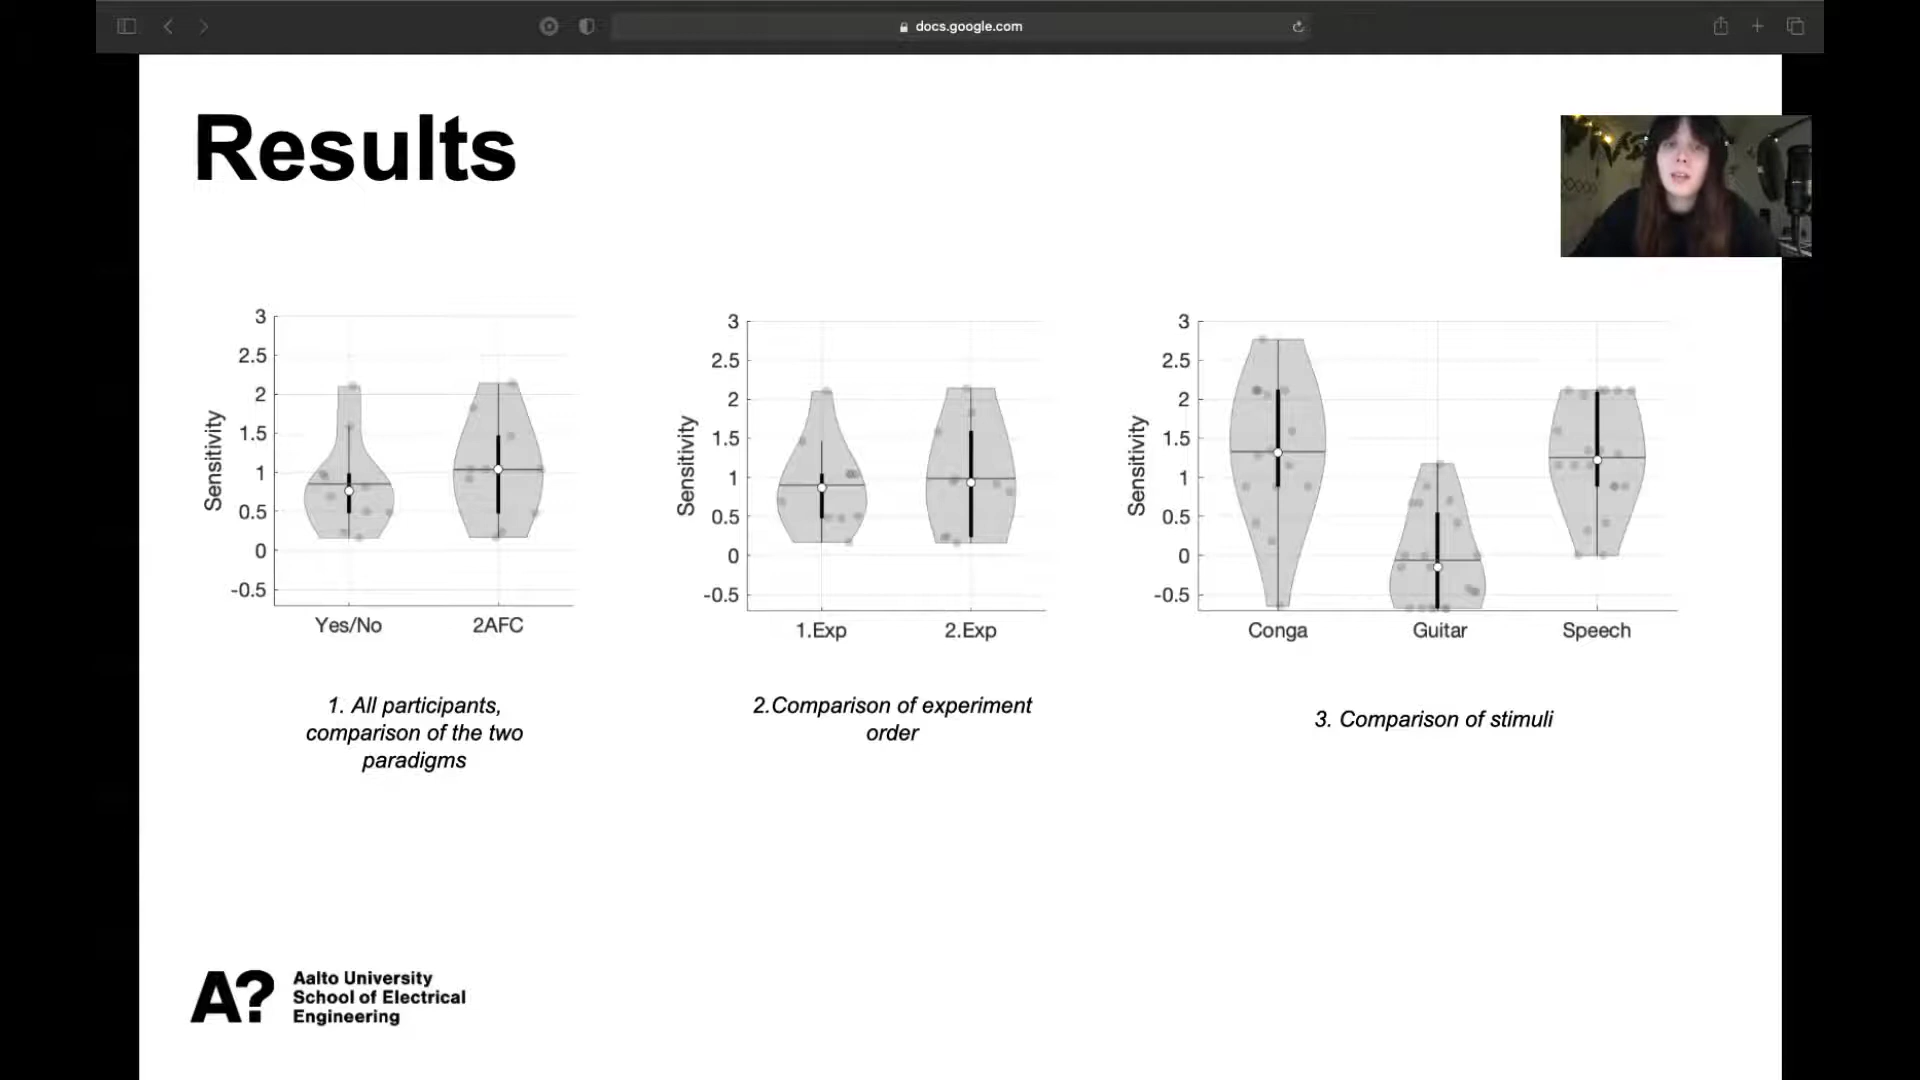 docs.google.com
Results
3
2.5
2
1.5
1
0.5
0
-0.5
Sensitivity
Yes/No
2AFC
1. All participants,
comparison of the two
paradigms
3
2.5
2
1.5
1
0.5
0
-0.5
Sensitivity
1.Exp
2.Exp
2.Comparison of experiment
order
3
2.5
2
1.5
1
0.5
0
-0.5
Sensitivity
Conga
Guitar
Speech
3. Comparison of stimuli
A?
Aalto University
School of Electrical
Engineering